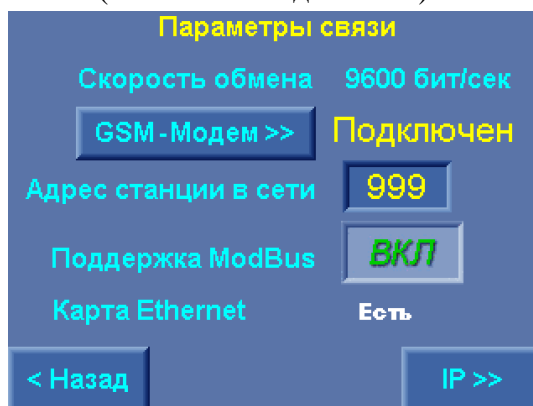 Параметры связи
Скорость обмена 9600 бит/сек
GSM-Модем >> Подключен
Адрес станции в сети 999
Поддержка ModBus ВКЛ
Карта Ethernet Есть
< Назад IP >>